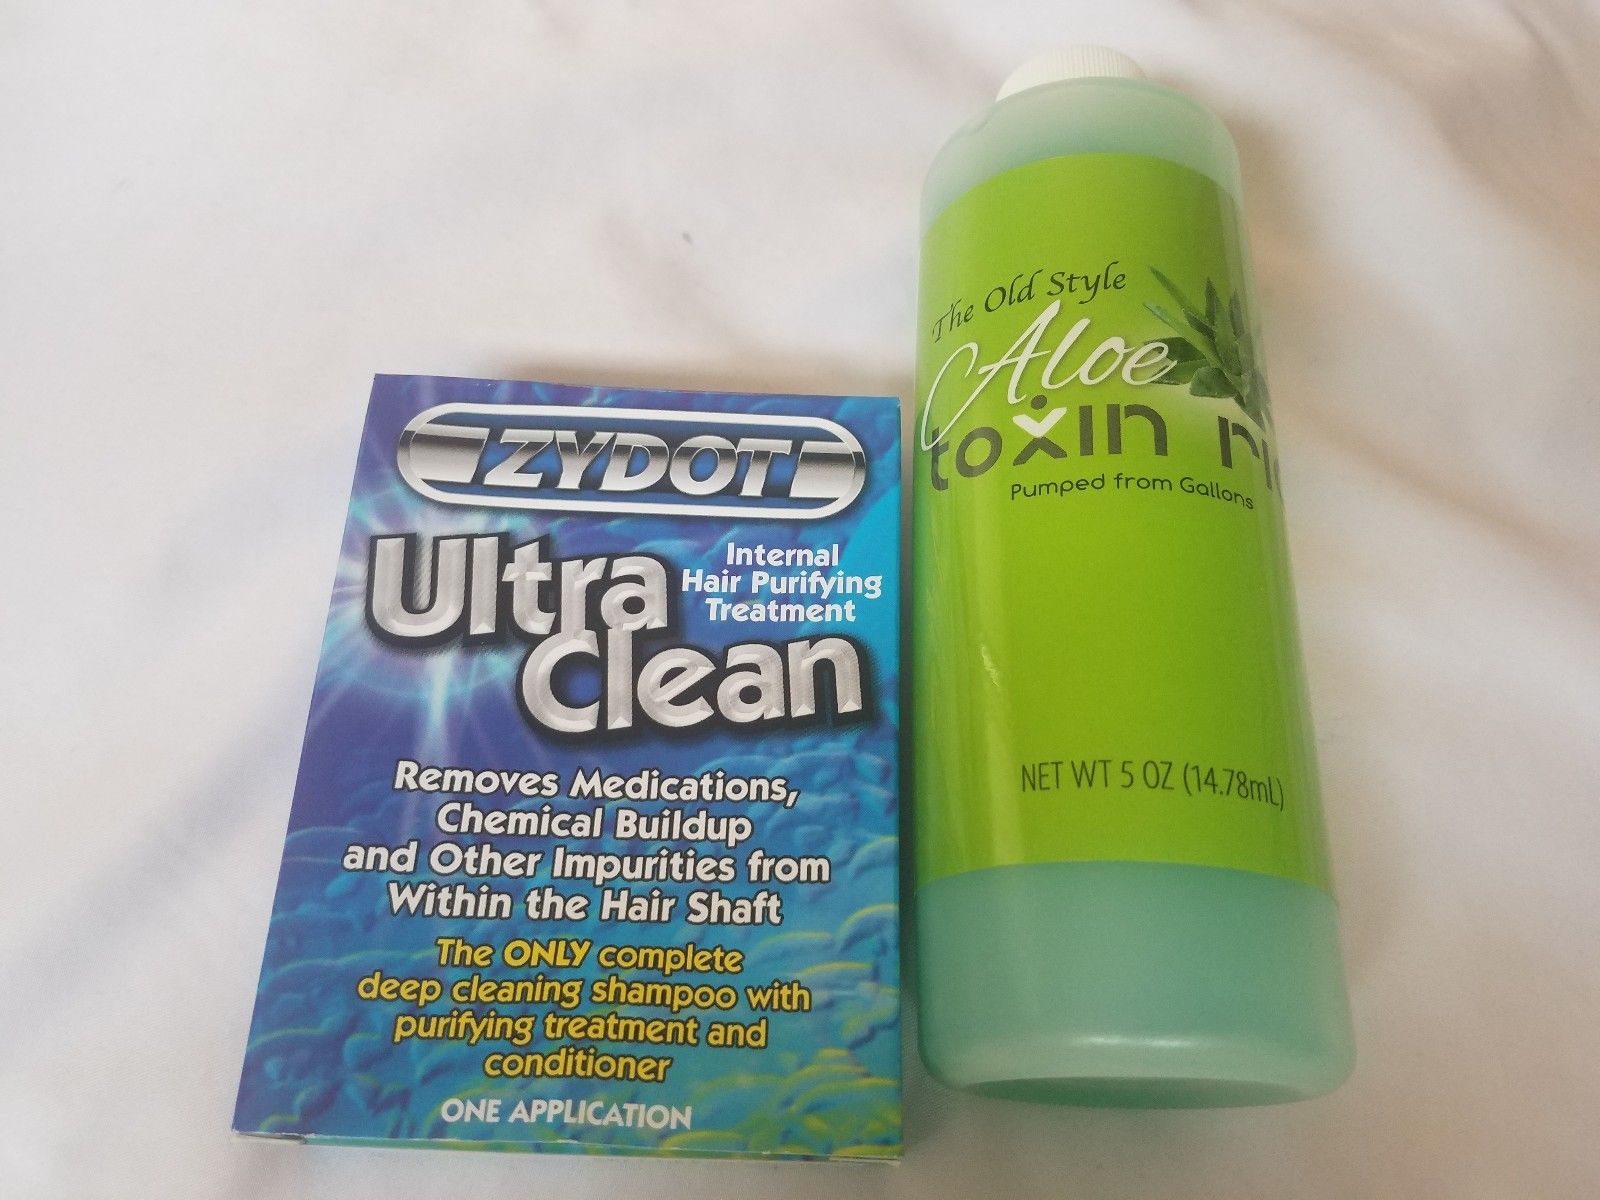 ZYDOT
Ultra
Clean
Internal
Hair Purifying
Treatment
Removes Medications,
Chemical Buildup
and Other Impurities from
Within the Hair Shaft
The ONLY complete
deep cleaning shampoo with
purifying treatment and
conditioner
ONE APPLICATION
The Old Style
Aloe
toxin
Pumped from Gallons
NET WT 5 OZ (14.78mL)